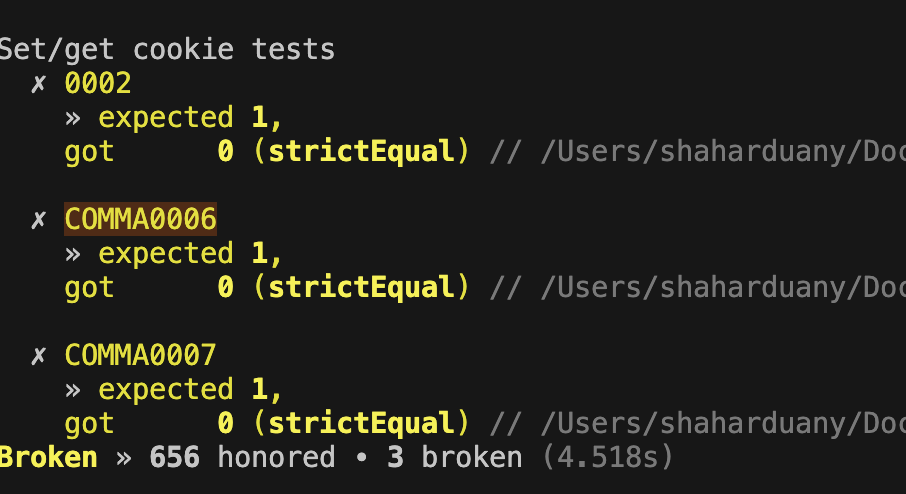 Set/get cookie tests
✗ 0002
» expected 1,
got 0 (strictEqual) // /Users/shaharduany/Doc
✗ COMMA0006
» expected 1,
got 0 (strictEqual) // /Users/shaharduany/Doc
✗ COMMA0007
» expected 1,
got 0 (strictEqual) // /Users/shaharduany/Doc
Broken » 656 honored • 3 broken (4.518s)